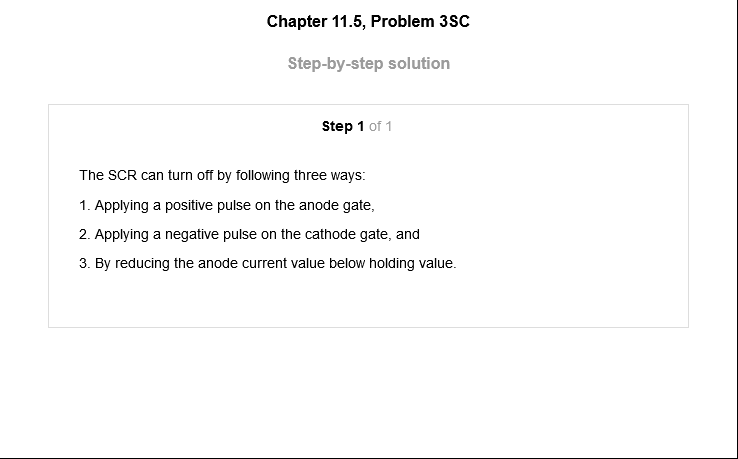 Chapter 11.5, Problem 3SC
Step-by-step solution
Step 1 of 1
The SCR can turn off by following three ways:
1. Applying a positive pulse on the anode gate,
2. Applying a negative pulse on the cathode gate, and
3. By reducing the anode current value below holding value.